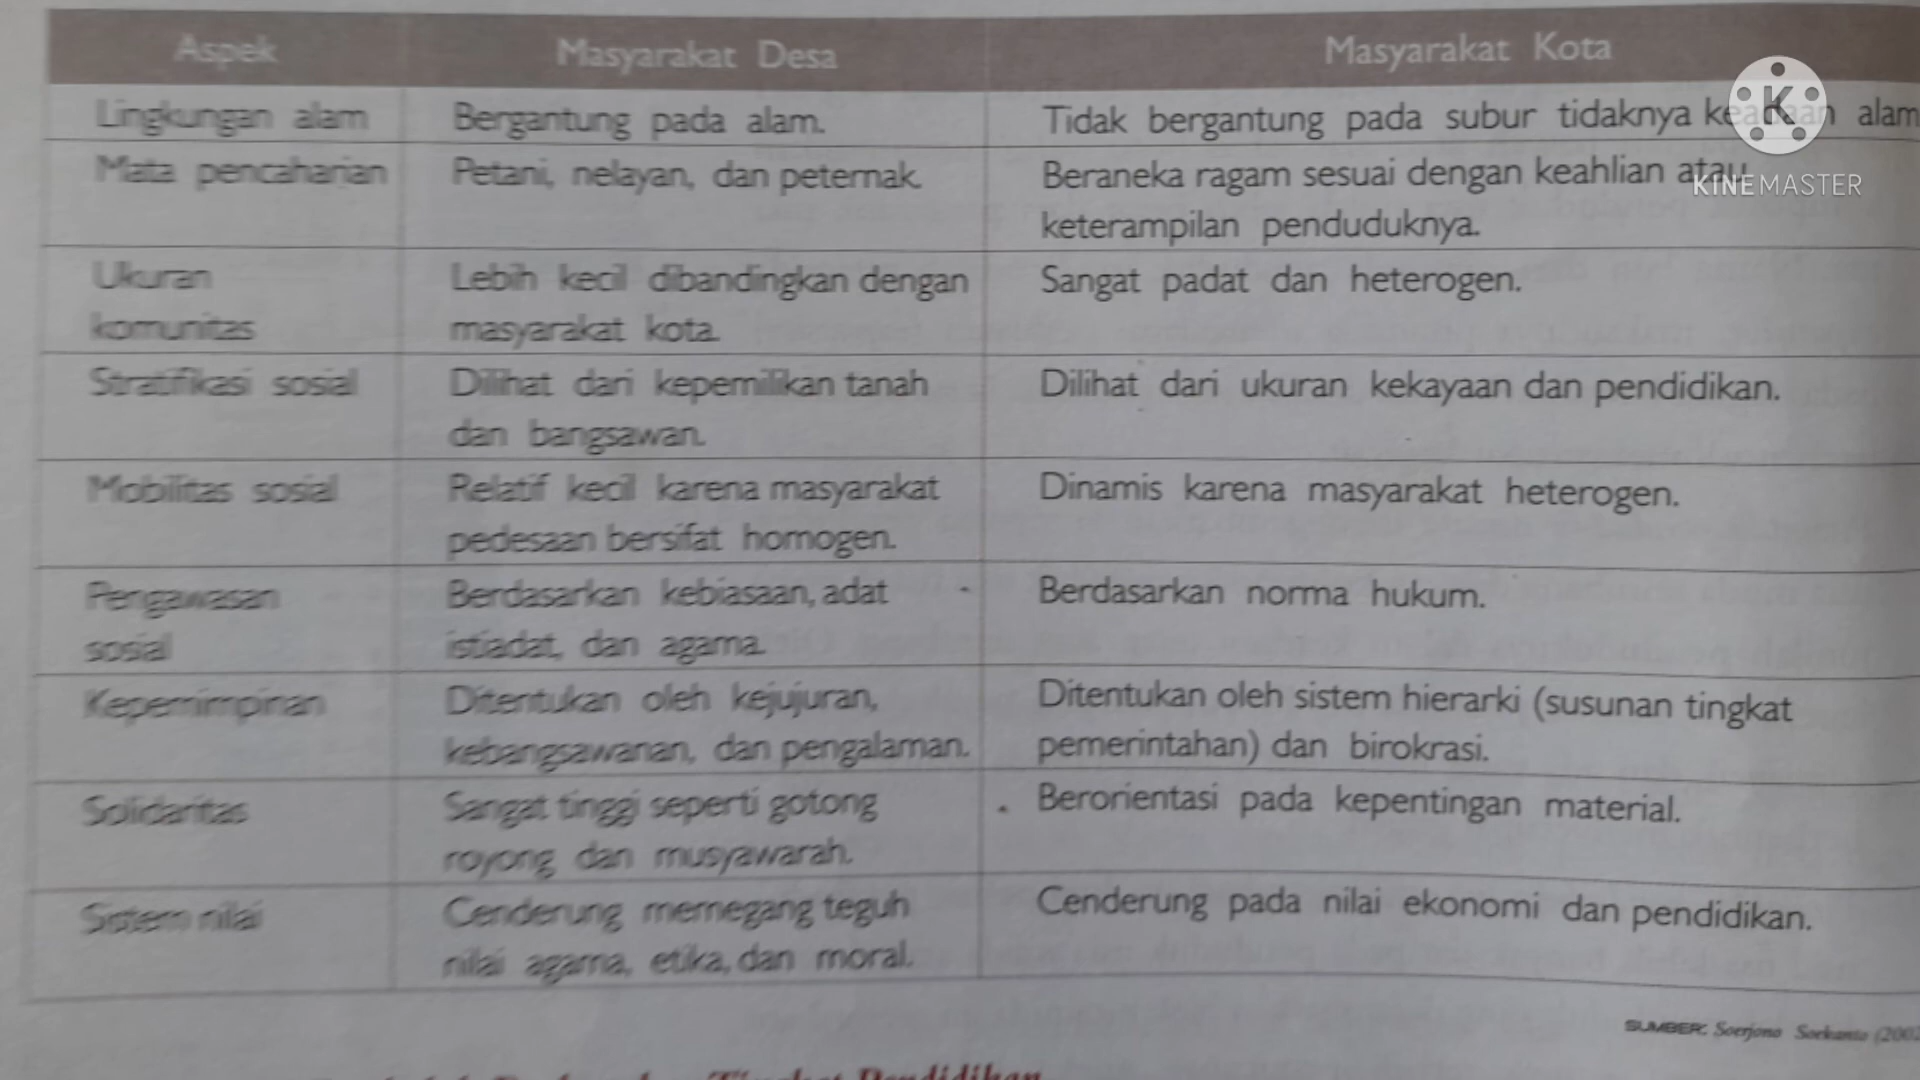 Aspek Masyarakat Desa Masyarakat Kota
Lingkungan alam Bergantung pada alam. Tidak bergantung pada subur tidaknya keadaan alam
Mata pencaharian Petani, nelayan, dan peternak. Beraneka ragam sesuai dengan keahlian atau
keterampilan penduduknya.
Ukuran Lebih kecil dibandingkan dengan Sangat padat dan heterogen.
komunitas masyarakat kota.
Stratifikasi sosial Dilihat dari kepemilikan tanah Dilihat dari ukuran kekayaan dan pendidikan.
dan bangsawan.
Mobilitas sosial Relatif kecil karena masyarakat Dinamis karena masyarakat heterogen.
pedesaan bersifat homogen.
Pengawasan Berdasarkan kebiasaan, adat Berdasarkan norma hukum.
sosial istiadat, dan agama.
Kepemimpinan Ditentukan oleh kejujuran, Ditentukan oleh sistem hierarki (susunan tingkat
kebangsawanan, dan pengalaman. pemerintahan) dan birokrasi.
Solidaritas Sangat tinggi seperti gotong Berorientasi pada kepentingan material.
royong dan musyawarah.
Sistem nilai Cenderung memegang teguh Cenderung pada nilai ekonomi dan pendidikan.
nilai agama, etika, dan moral.
SUMBER: Soerjono Soekanto (2002
Tingkat Pendidikan
K
KINEMASTER